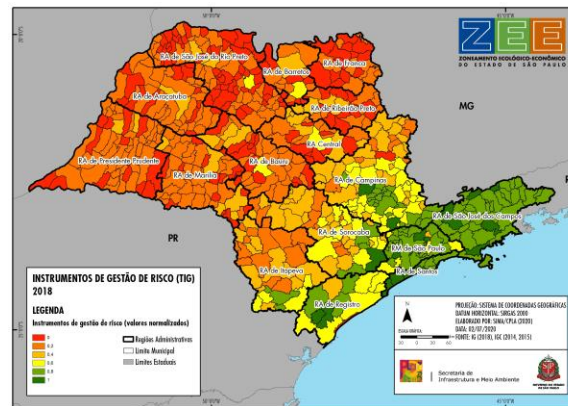 ZEE
ZONEAMENTO ECOLÓGICO-ECONÔMICO
DO ESTADO DE SÃO PAULO
MG
RA de São José do Rio Preto
RA de Barretos
RA de Franca
RA de Araçatuba
RA de Ribeirão Preto
RA Central
RA de Presidente Prudente
RA de Marília
RA de Bauru
RA de Campinas
RA de São José dos Campos
RA de Sorocaba
RM de São Paulo
PR
RA de Itapeva
RA de Santos
RA de Registro
INSTRUMENTOS DE GESTÃO DE RISCO (TIG)
2018
LEGENDA
Instrumentos de gestão de risco (valores normalizados)
0
0.2
0.4
0.6
0.8
1
Regiões Administrativas
Limite Municipal
Limites Estaduais
N
ESCALA GRÁFICA
PROJEÇÃO: SISTEMA DE COORDENADAS GEOGRÁFICAS
DATUM HORIZONTAL: SIRGAS 2000
ELABORADO POR: SIMA/CPLA (2020)
DATA: 02/07/2020
FONTE: IG (2018), IGC (2014, 2015)
Secretaria de
Infraestrutura e Meio Ambiente